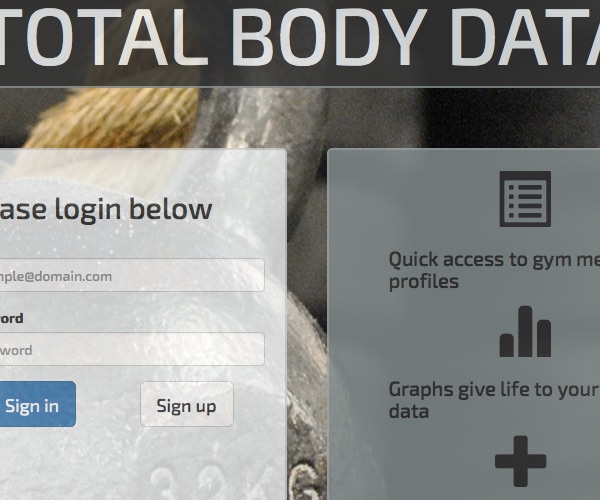 TOTAL BODY DATA
ase login below
mple@domain.com
ord
word
Sign in
Sign up
Quick access to gym me
profiles
Graphs give life to your
data